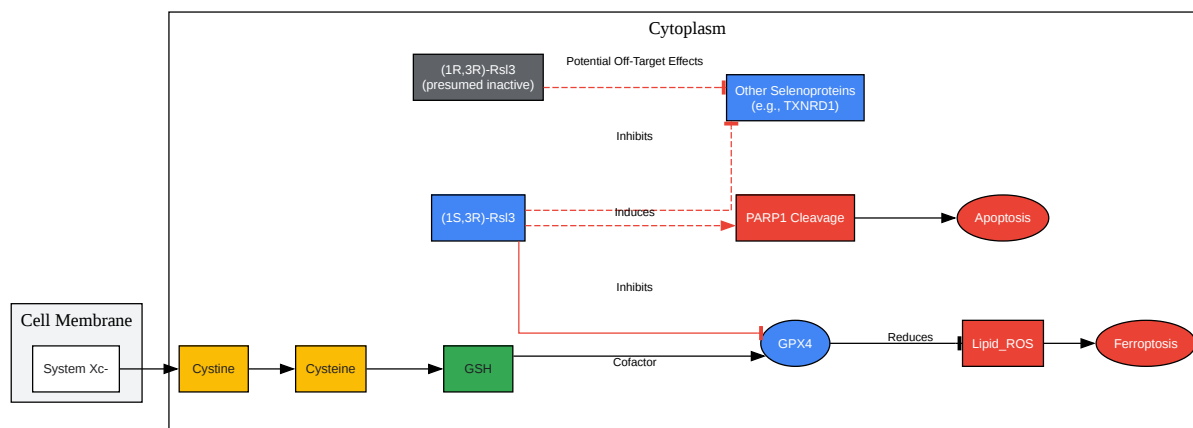 Cytoplasm
(1R,3R)-Rsl3
(presumed inactive)
Potential Off-Target Effects
Other Selenoproteins
(e.g., TXNRD1)
Inhibits
(1S,3R)-Rsl3
Induces
PARP1 Cleavage
Apoptosis
Inhibits
Cell Membrane
System Xc-
Cystine
Cysteine
GSH
Cofactor
GPX4
Reduces
Lipid_ROS
Ferroptosis